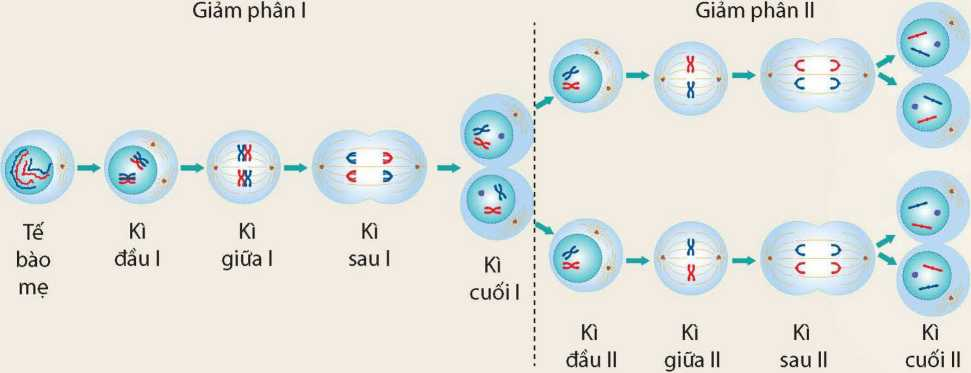 Giảm phân I
Giảm phân II
Tế
bào
mẹ
Kì
đầu I
Kì
giữa I
Kì
sau I
Kì
cuối I
Kì
đầu II
Kì
giữa II
Kì
sau II
Kì
cuối II